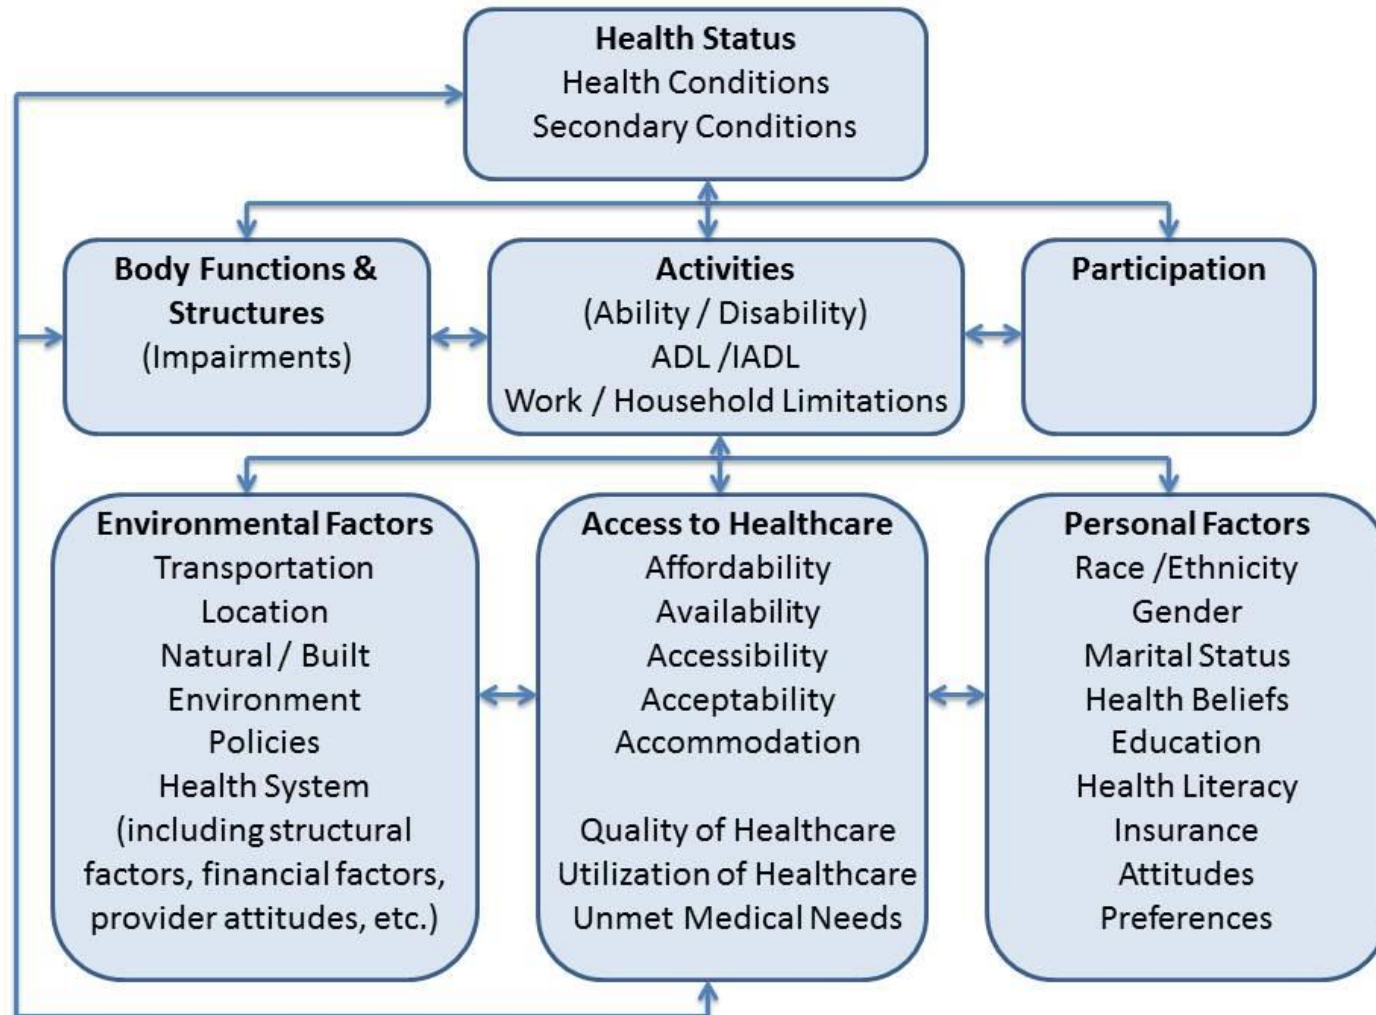 Health Status
Health Conditions
Secondary Conditions
Body Functions &
Structures
(Impairments)
Activities
(Ability / Disability)
ADL /IADL
Work / Household Limitations
Participation
Environmental Factors
Transportation
Location
Natural / Built
Environment
Policies
Health System
(including structural
factors, financial factors,
provider attitudes, etc.)
Access to Healthcare
Affordability
Availability
Accessibility
Acceptability
Accommodation
Quality of Healthcare
Utilization of Healthcare
Unmet Medical Needs
Personal Factors
Race /Ethnicity
Gender
Marital Status
Health Beliefs
Education
Health Literacy
Insurance
Attitudes
Preferences